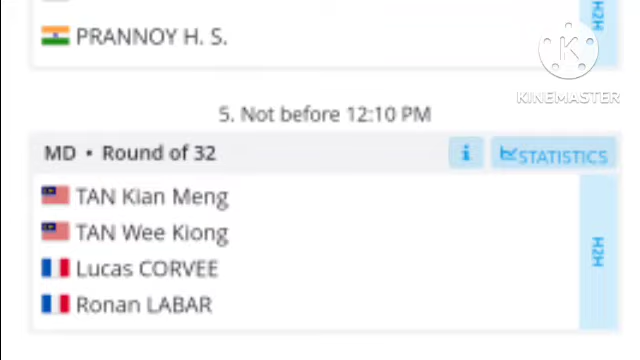 PRANNOY H. S.
H2H
KINEMASTER
5. Not before 12:10 PM
MD • Round of 32
i
STATISTICS
TAN Kian Meng
TAN Wee Kiong
Lucas CORVEE
Ronan LABAR
H2H